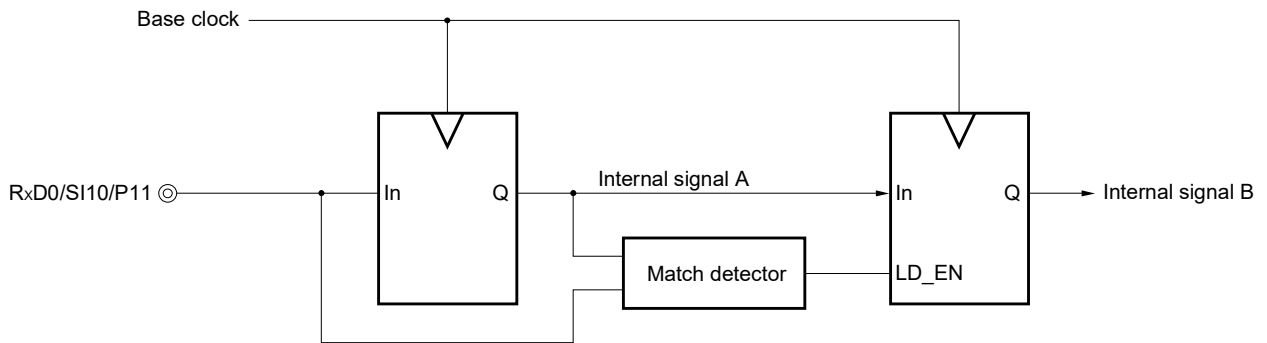 Base clock
RxD0/SI10/P11
In
Q
Internal signal A
In
Q
Internal signal B
Match detector
LD_EN